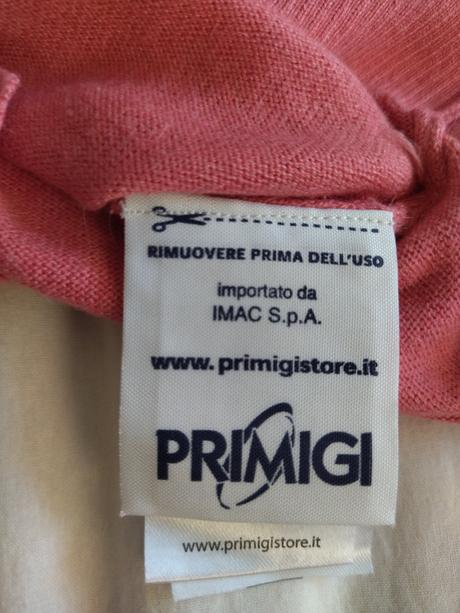 RIMUOVERE PRIMA DELL'USO
importato da
IMAC S.p.A.
www.primigistore.it
PRIMIGI
www.primigistore.it